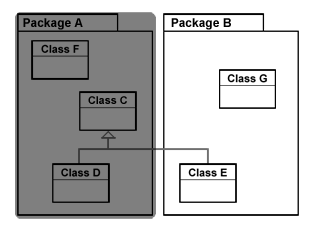 Package A
Package B
Class F
Class G
Class C
Class D
Class E